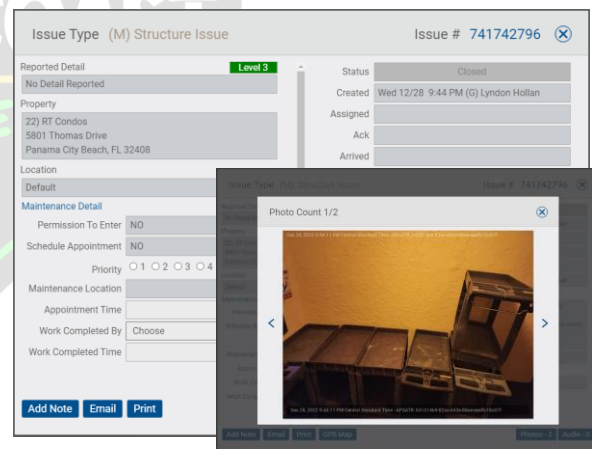 Issue Type (M) Structure Issue
Issue # 741742796
Reported Detail
Level 3
No Detail Reported
Property
22) RT Condos
5801 Thomas Drive
Panama City Beach, FL 32408
Location
Default
Maintenance Detail
Permission To Enter NO
Schedule Appointment NO
Priority 1 2 3 4
Maintenance Location
Appointment Time
Work Completed By Choose
Work Completed Time
Add Note Email Print
Status Closed
Created Wed 12/28 9:44 PM (G) Lyndon Hollan
Assigned
Ack
Arrived
Issue Type (M) Structure Issue
Issue # 741742796
Photo Count 1/2
Add Note Email Print GPS Map